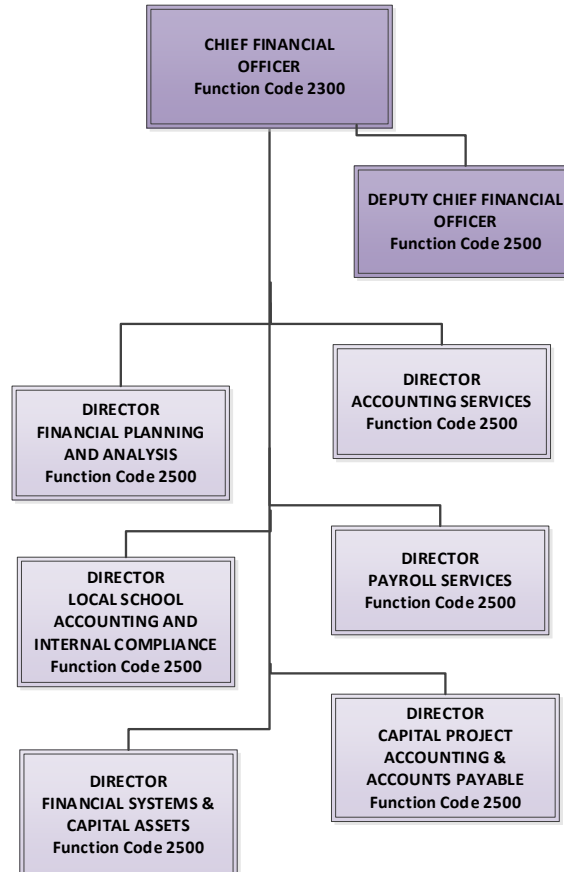 CHIEF FINANCIAL
OFFICER
Function Code 2300
DEPUTY CHIEF FINANCIAL
OFFICER
Function Code 2500
DIRECTOR
FINANCIAL PLANNING
AND ANALYSIS
Function Code 2500
DIRECTOR
ACCOUNTING SERVICES
Function Code 2500
DIRECTOR
LOCAL SCHOOL
ACCOUNTING AND
INTERNAL COMPLIANCE
Function Code 2500
DIRECTOR
PAYROLL SERVICES
Function Code 2500
DIRECTOR
FINANCIAL SYSTEMS &
CAPITAL ASSETS
Function Code 2500
DIRECTOR
CAPITAL PROJECT
ACCOUNTING &
ACCOUNTS PAYABLE
Function Code 2500